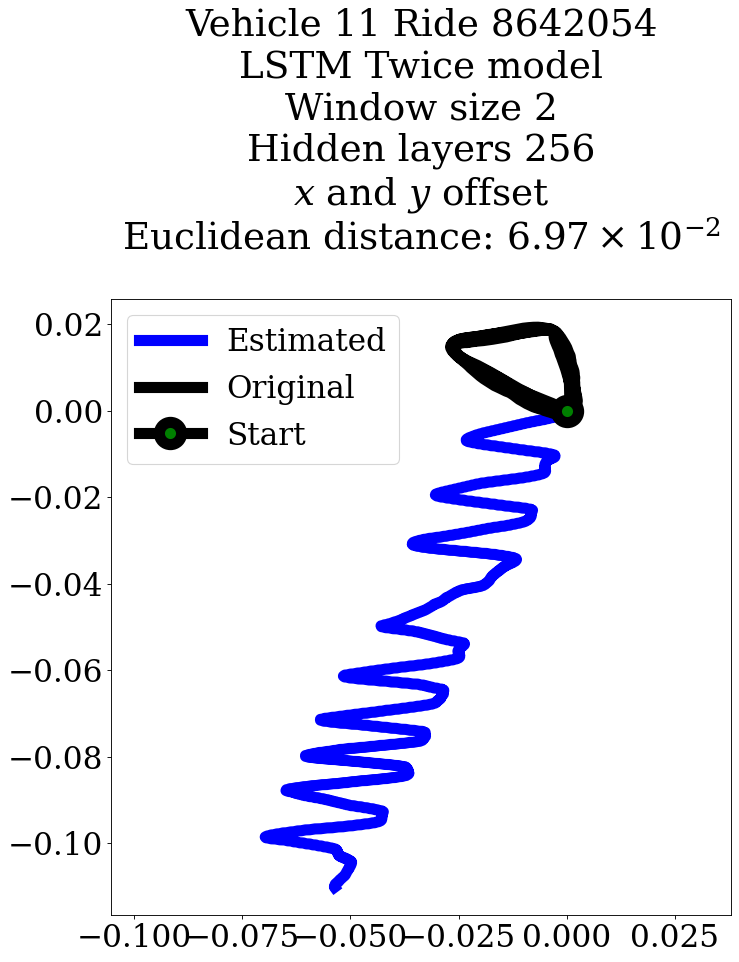 Vehicle 11 Ride 8642054
LSTM Twice model
Window size 2
Hidden layers 256
x and y offset
Euclidean distance: 6.97 × 10⁻²
Estimated
Original
Start
0.02
0.00
−0.02
−0.04
−0.06
−0.08
−0.10
−0.100 −0.075 −0.050 −0.025 0.000 0.025